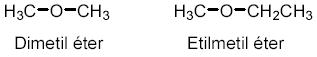 H₃C–O–CH₃ H₃C–O–CH₂CH₃
Dimetil éter Etilmetil éter